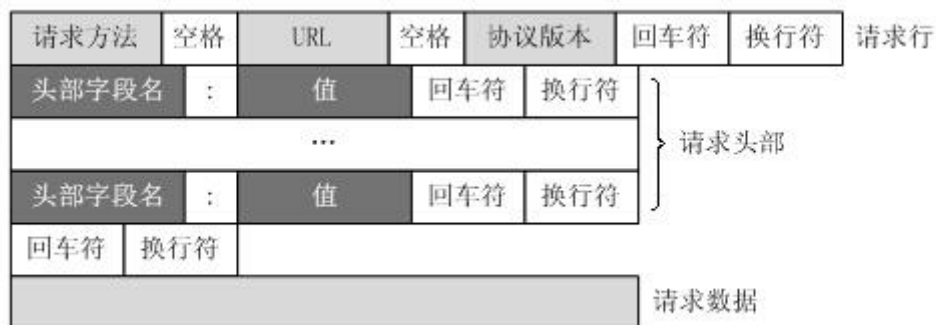 请求方法 空格 URL 空格 协议版本 回车符 换行符 请求行
头部字段名 : 值 回车符 换行符
... 请求头部
头部字段名 : 值 回车符 换行符
回车符 换行符
请求数据